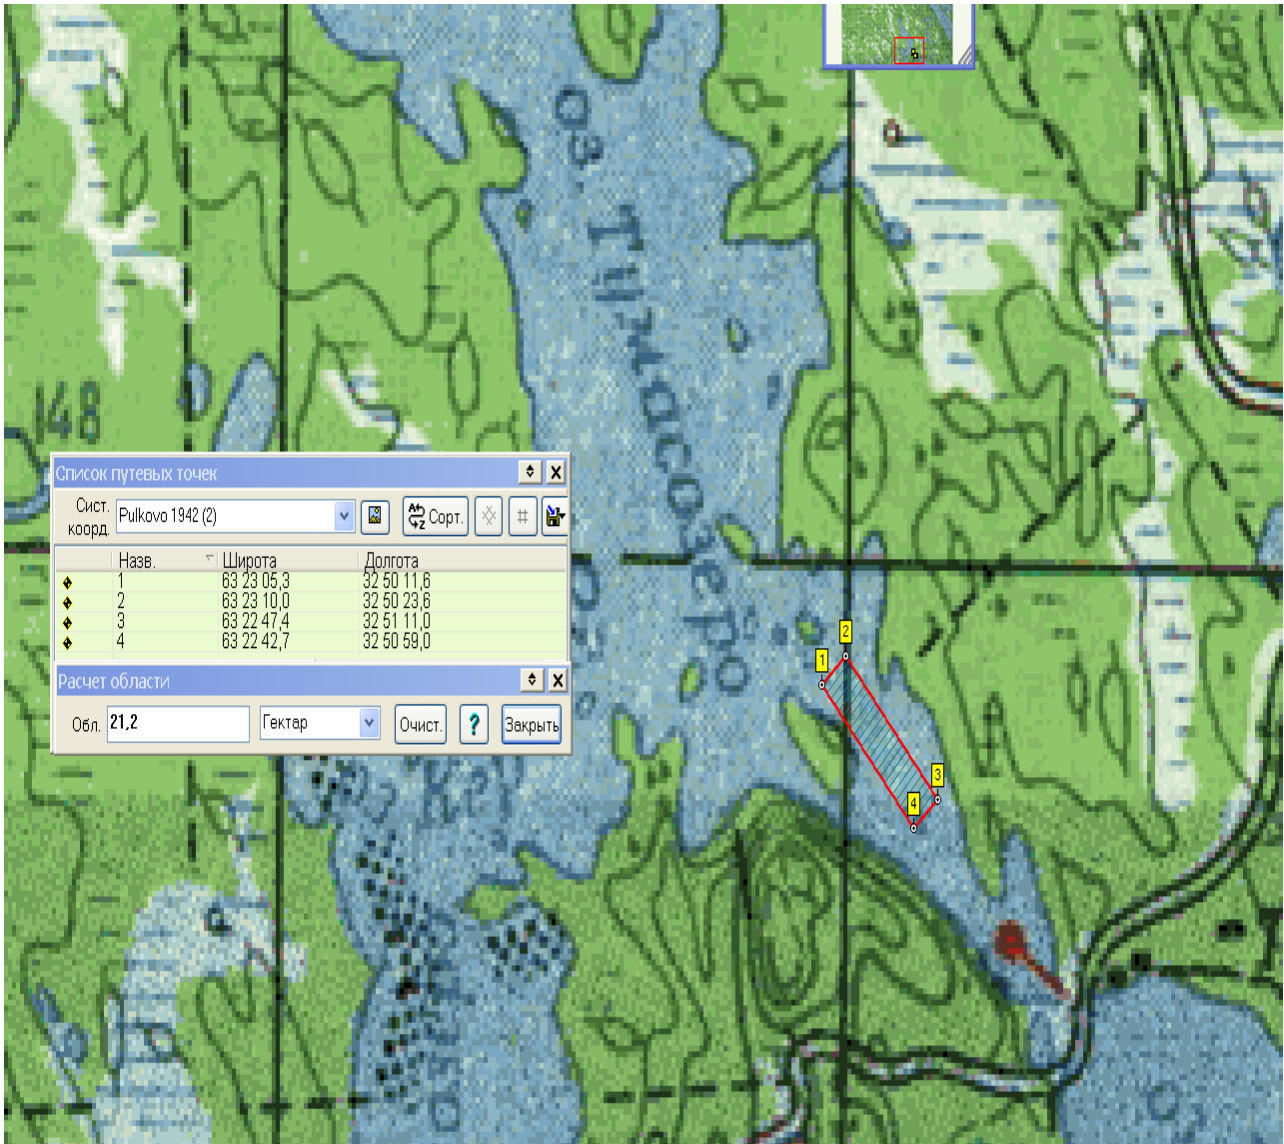 оз. Тумасозеро
148
Список путевых точек
Сист. коорд. Pulkovo 1942 (2) Сорт.
Назв. Широта Долгота
1 63 23 05,3 32 50 11,6
2 63 23 10,0 32 50 23,6
3 63 22 47,4 32 51 11,0
4 63 22 42,7 32 50 59,0
Расчет области
Обл. 21,2 Гектар Очист. ? Закрыть
2
1
3
4